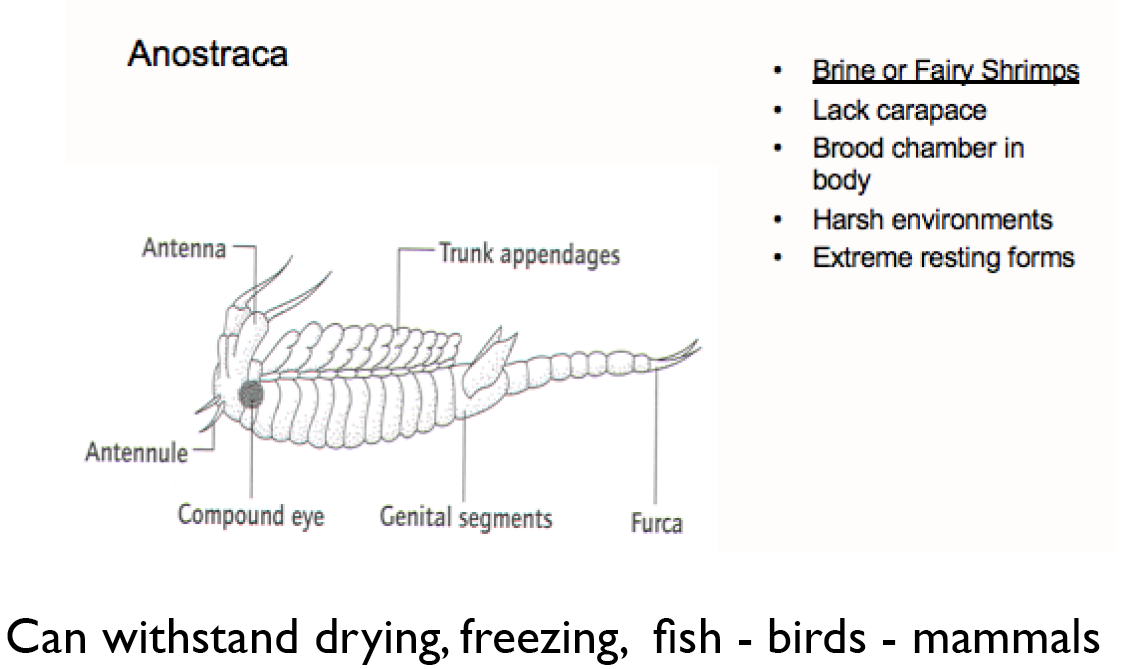 Anostraca
• Brine or Fairy Shrimps
• Lack carapace
• Brood chamber in
body
• Harsh environments
• Extreme resting forms
Antenna
Trunk appendages
Antennule
Compound eye
Genital segments
Furca
Can withstand drying, freezing, fish - birds - mammals